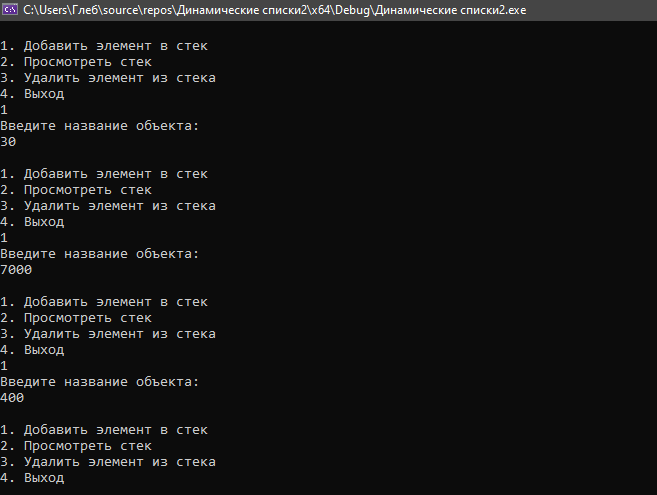 C:\Users\Глеб\source\repos\Динамические списки2\x64\Debug\Динамические списки2.exe
1. Добавить элемент в стек
2. Просмотреть стек
3. Удалить элемент из стека
4. Выход
1
Введите название объекта:
30
1. Добавить элемент в стек
2. Просмотреть стек
3. Удалить элемент из стека
4. Выход
1
Введите название объекта:
7000
1. Добавить элемент в стек
2. Просмотреть стек
3. Удалить элемент из стека
4. Выход
1
Введите название объекта:
400
1. Добавить элемент в стек
2. Просмотреть стек
3. Удалить элемент из стека
4. Выход